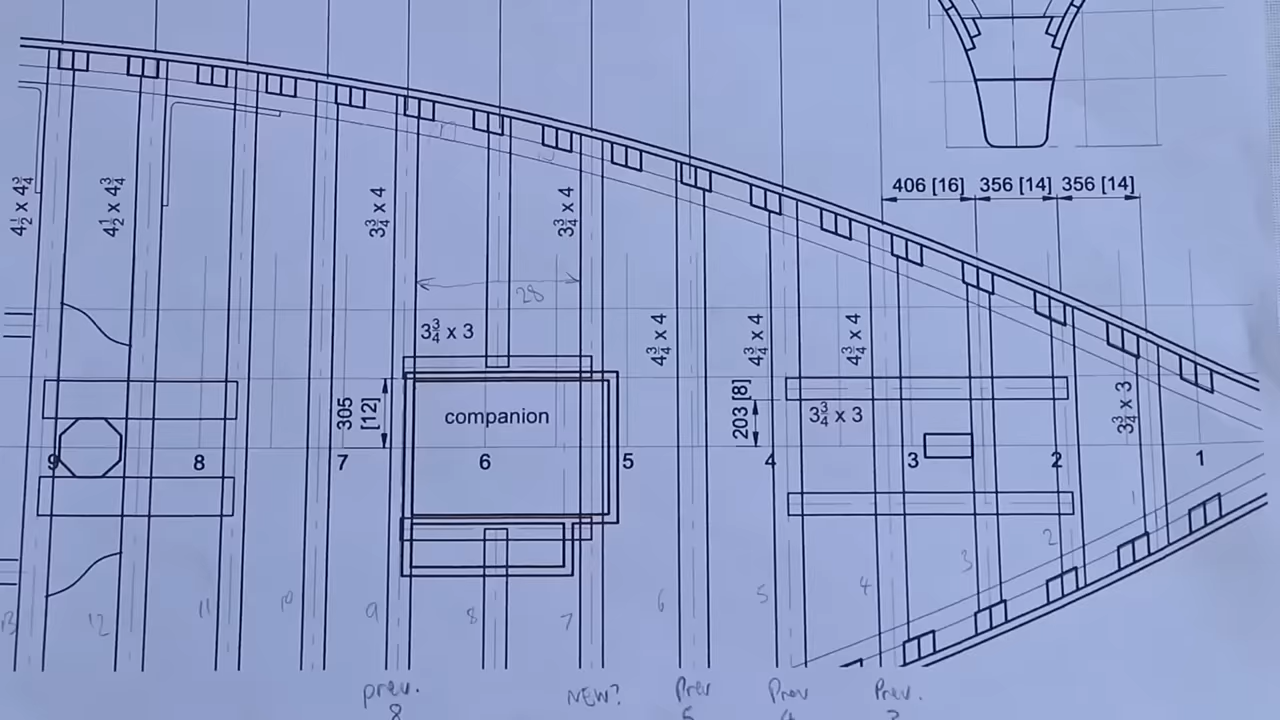 406 [16] 356 [14] 356 [14]
4½ x 4¾
4½ x 4¾
3¾ x 4
3¾ x 4
28
3¾ x 3
4¾ x 4
4¾ x 4
4¾ x 4
305
[12]
companion
203 [8]
3¾ x 3
3¾ x 3
9 8 7 6 5 4 3 2 1
13 12 11 10 9 8 7 6 5 4 3 2 1
prev. NEW? Prev Prev Prev.
8